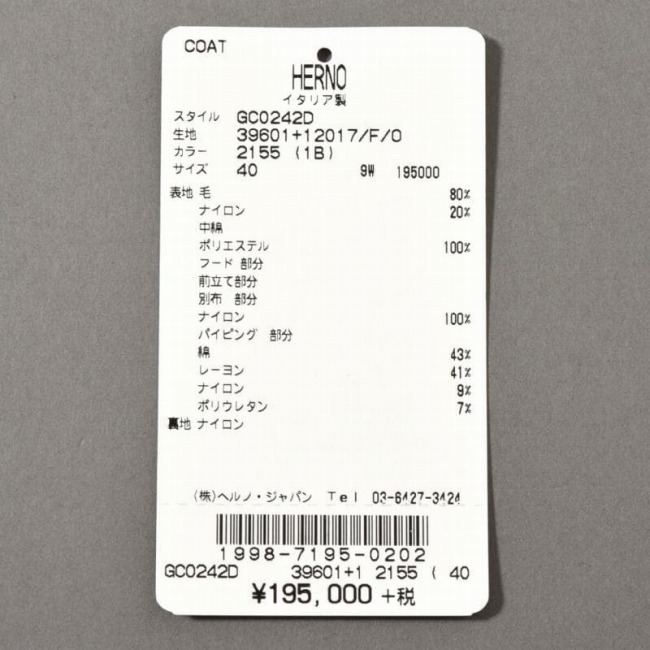 COAT
HERNO
イタリア製
スタイル GC0242D
生地 39601+12017/F/0
カラー 2155 (1B)
サイズ 40 9W 195000
表地 毛 80%
ナイロン 20%
中綿
ポリエステル 100%
フード 部分
前立て部分
別布 部分
ナイロン 100%
パイピング 部分
綿 43%
レーヨン 41%
ナイロン 9%
ポリウレタン 7%
裏地 ナイロン
(株)ヘルノ・ジャパン Tel 03-6427-3424
1998-7195-0202
GC0242D 39601+1 2155 ( 40
¥195,000 +税